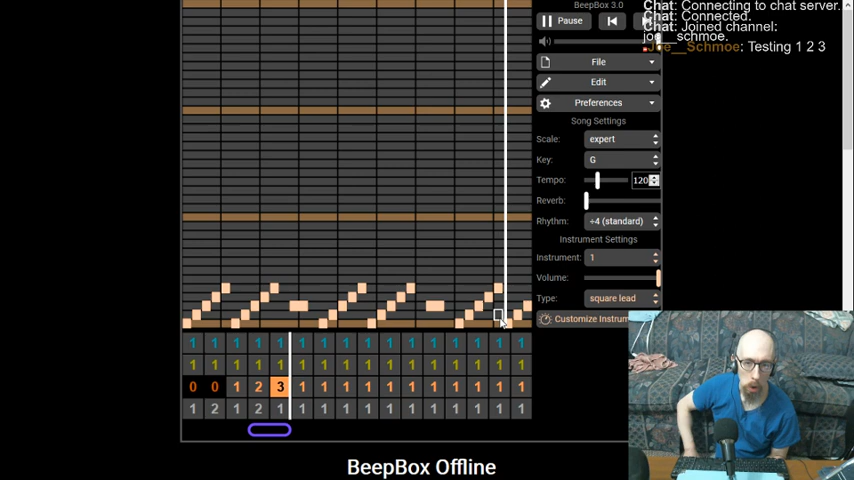 BeepBox 3.0
Pause
File
Edit
Preferences
Song Settings
Scale: expert
Key: G
Tempo: 120
Reverb:
Rhythm: +4 (standard)
Instrument Settings
Instrument: 1
Volume:
Type: square lead
Customize Instrum
Chat: Connecting to chat server.
Chat: Connected.
Chat: Joined channel:
joe__schmoe.
Joe__Schmoe: Testing 1 2 3
1 1 1 1 1 1 1 1 1 1 1 1 1 1 1 1
1 1 1 1 1 1 1 1 1 1 1 1 1 1 1 1
0 0 1 2 3 1 1 1 1 1 1 1 1 1 1 1
1 2 1 2 1 1 1 1 1 1 1 1 1 1 1 1
BeepBox Offline